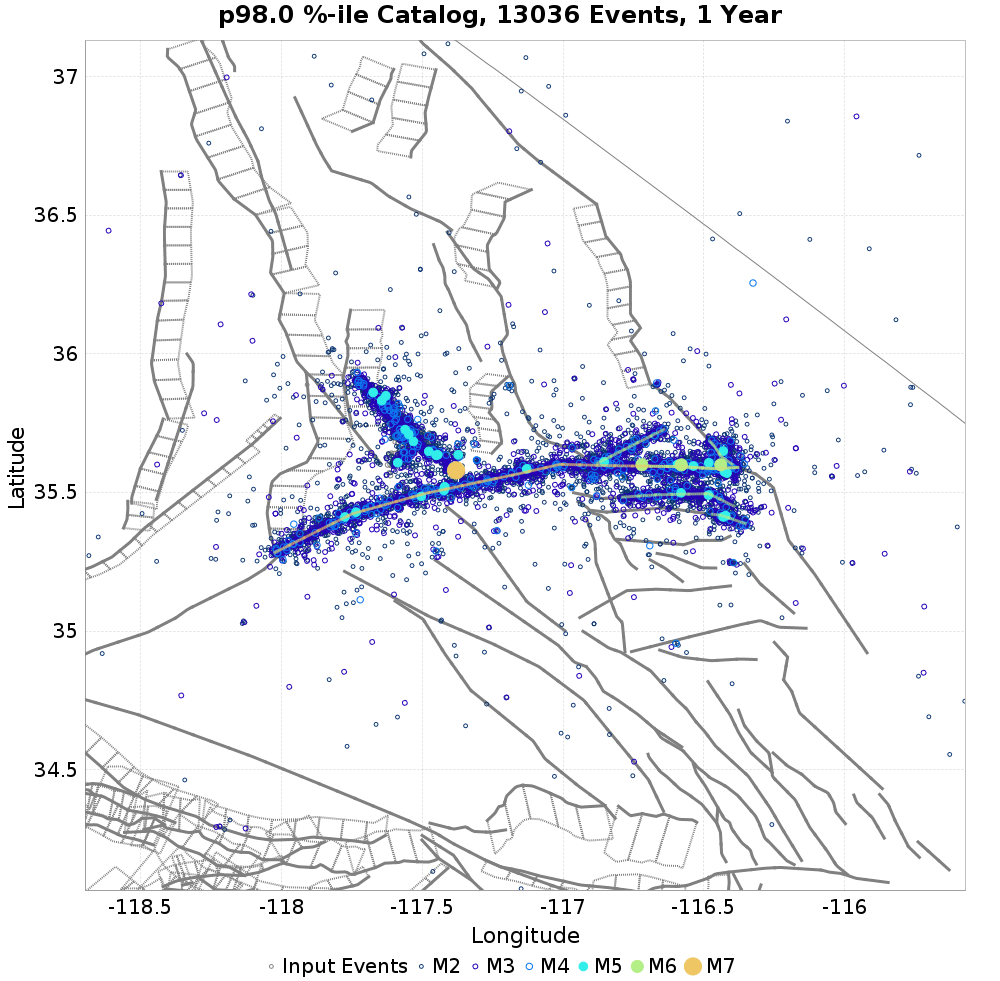 p98.0 %-ile Catalog, 13036 Events, 1 Year
37
36.5
36
35.5
35
34.5
Latitude
-118.5 -118 -117.5 -117 -116.5 -116
Longitude
Input Events M2 M3 M4 M5 M6 M7